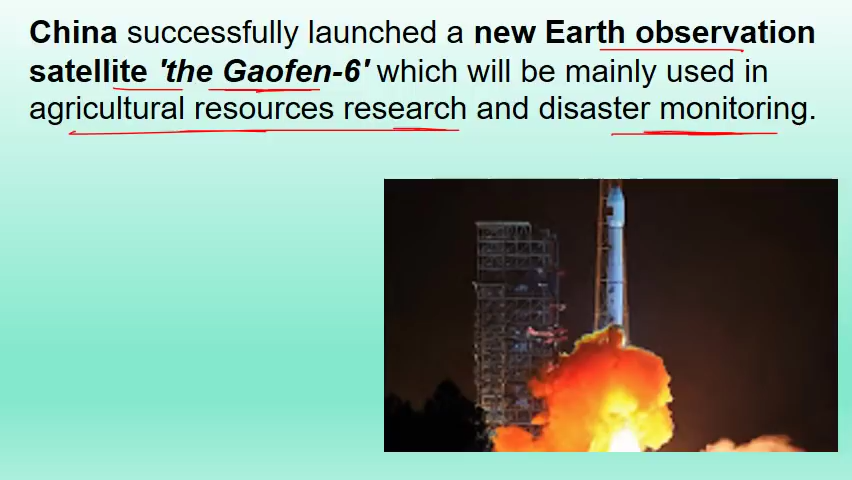 China successfully launched a new Earth observation
satellite 'the Gaofen-6' which will be mainly used in
agricultural resources research and disaster monitoring.